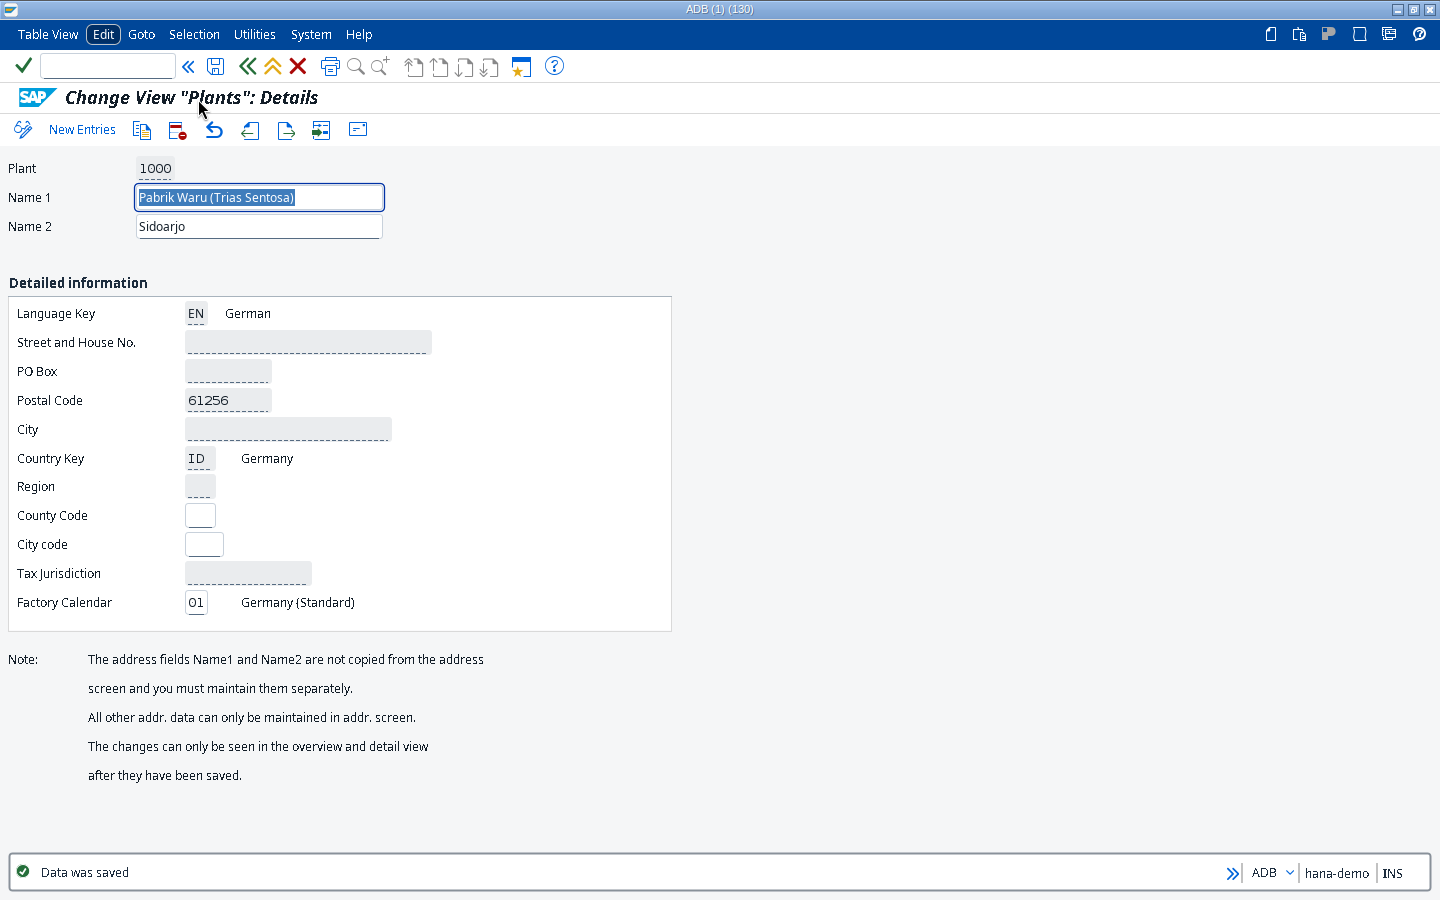 ADB (1) (130)
Table View Edit Goto Selection Utilities System Help
SAP Change View "Plants": Details
New Entries
Plant 1000
Name 1 Pabrik Waru (Trias Sentosa)
Name 2 Sidoarjo
Detailed information
Language Key EN German
Street and House No.
PO Box
Postal Code 61256
City
Country Key ID Germany
Region
County Code
City code
Tax Jurisdiction
Factory Calendar 01 Germany (Standard)
Note: The address fields Name1 and Name2 are not copied from the address
screen and you must maintain them separately.
All other addr. data can only be maintained in addr. screen.
The changes can only be seen in the overview and detail view
after they have been saved.
Data was saved ADB hana-demo INS